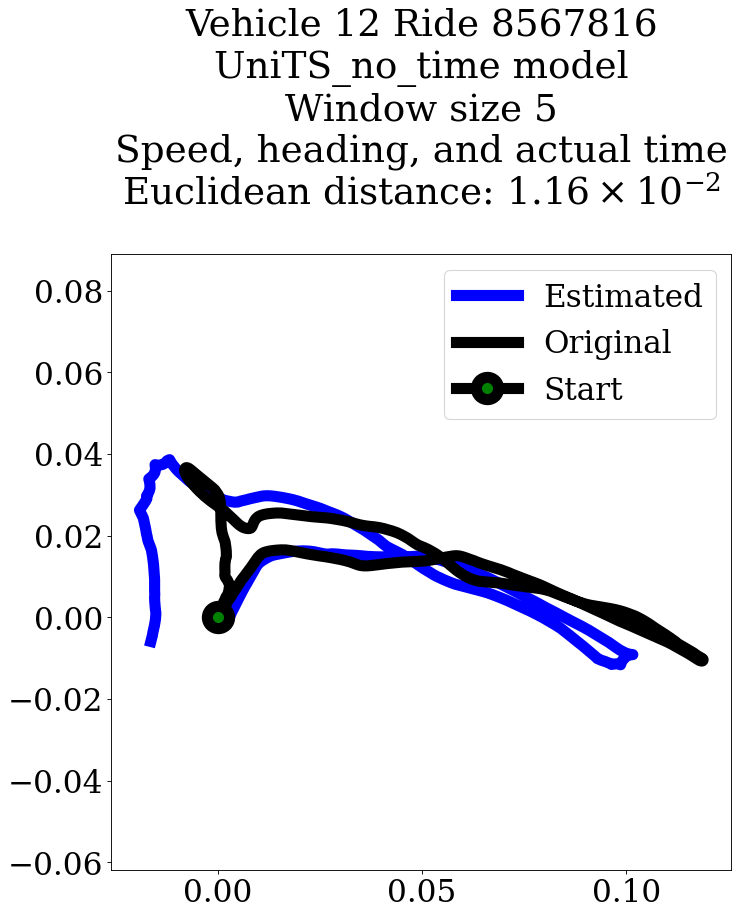 Vehicle 12 Ride 8567816
UniTS_no_time model
Window size 5
Speed, heading, and actual time
Euclidean distance: 1.16 × 10⁻²
Estimated
Original
Start
0.08
0.06
0.04
0.02
0.00
−0.02
−0.04
−0.06
0.00 0.05 0.10